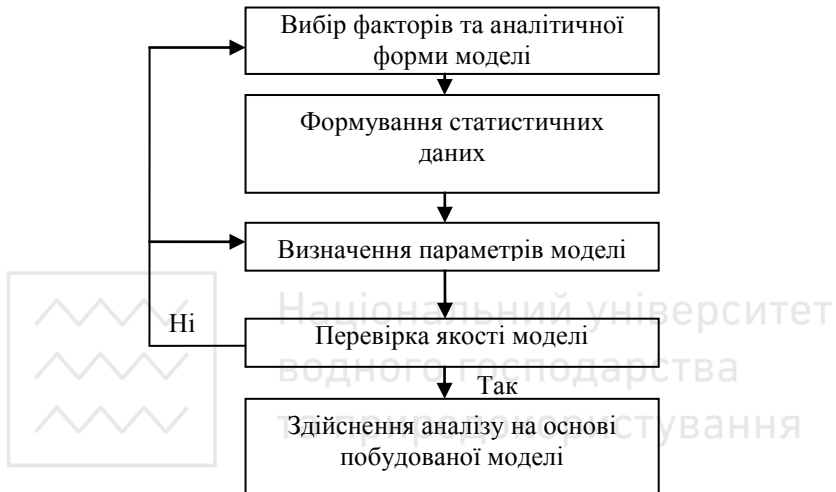 Вибір факторів та аналітичної
форми моделі
Формування статистичних
даних
Визначення параметрів моделі
Ні
Національний університет
Перевірка якості моделі
водного господарства
Так
Здійснення аналізу на основі
та природокористування
побудованої моделі